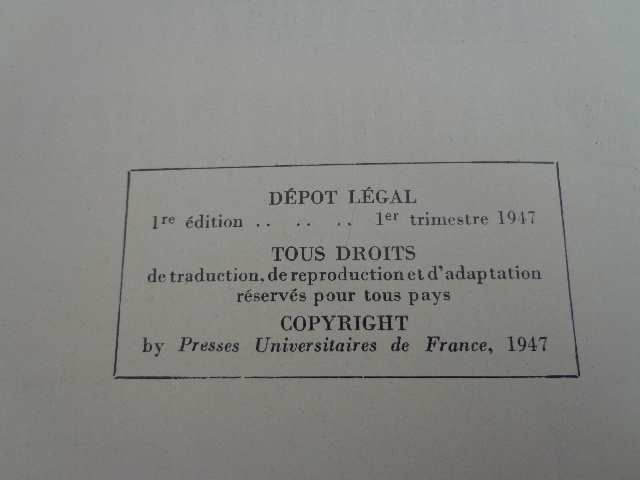 DÉPOT LÉGAL
1re édition .. .. .. 1er trimestre 1947
TOUS DROITS
de traduction, de reproduction et d'adaptation
réservés pour tous pays
COPYRIGHT
by Presses Universitaires de France, 1947